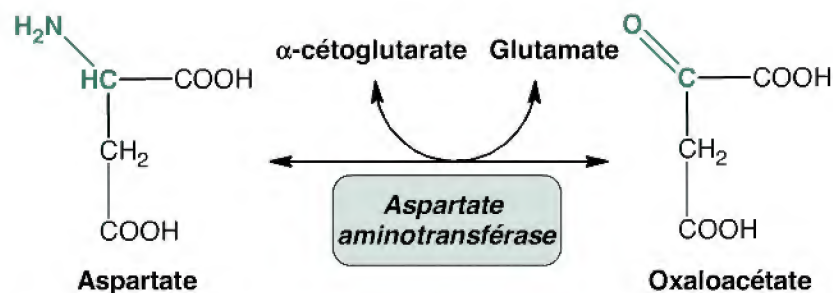 H₂N
HC
COOH
CH₂
COOH
Aspartate
α-cétoglutarate Glutamate
Aspartate
aminotransférase
O
C
COOH
CH₂
COOH
Oxaloacétate